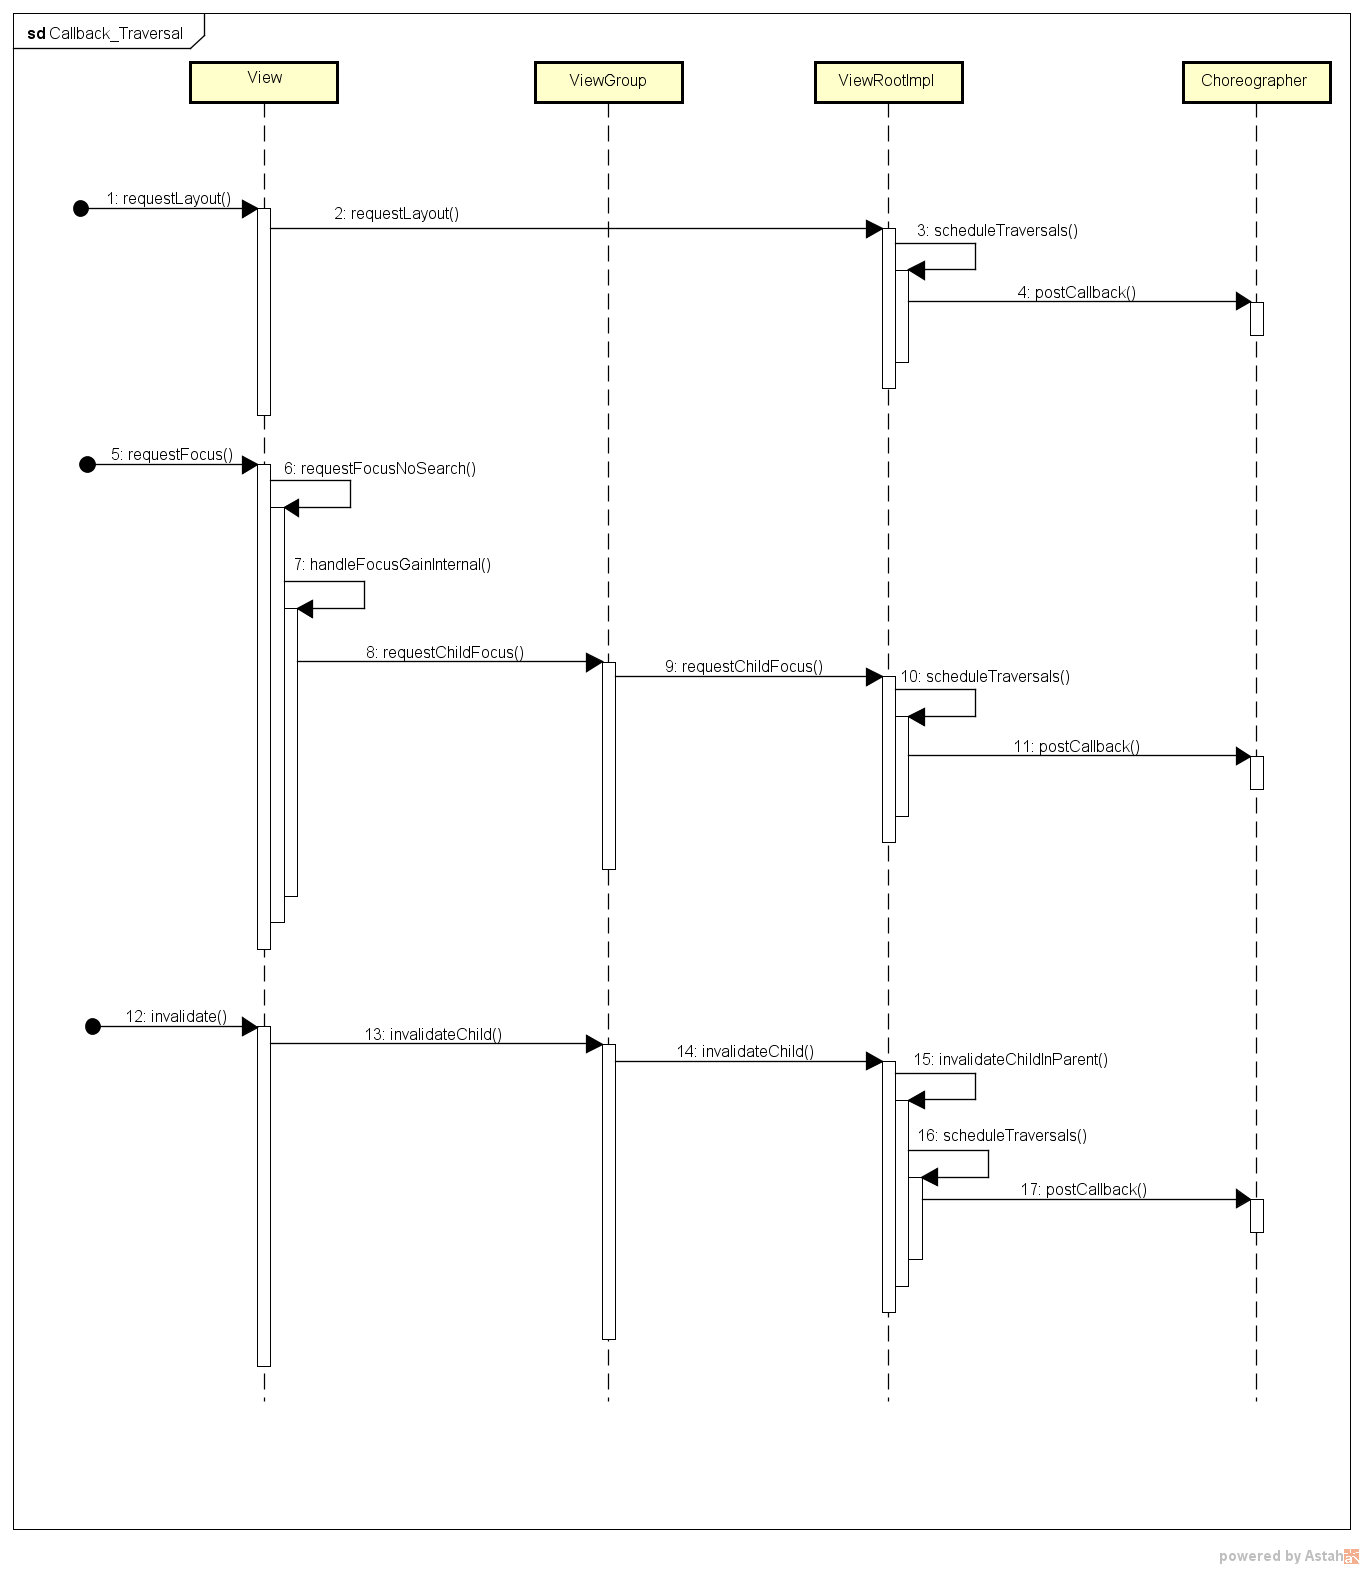 sd Callback_Traversal
View
ViewGroup
ViewRootImpl
Choreographer
1: requestLayout()
2: requestLayout()
3: scheduleTraversals()
4: postCallback()
5: requestFocus()
6: requestFocusNoSearch()
7: handleFocusGainInternal()
8: requestChildFocus()
9: requestChildFocus()
10: scheduleTraversals()
11: postCallback()
12: invalidate()
13: invalidateChild()
14: invalidateChild()
15: invalidateChildInParent()
16: scheduleTraversals()
17: postCallback()
powered by Astah